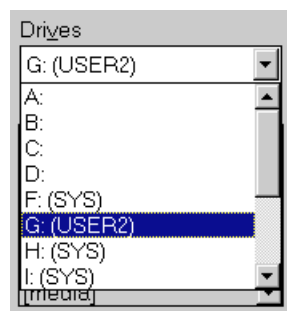 Drives
G: (USER2)
A:
B:
C:
D:
F: (SYS)
G: (USER2)
H: (SYS)
I: (SYS)
[media]